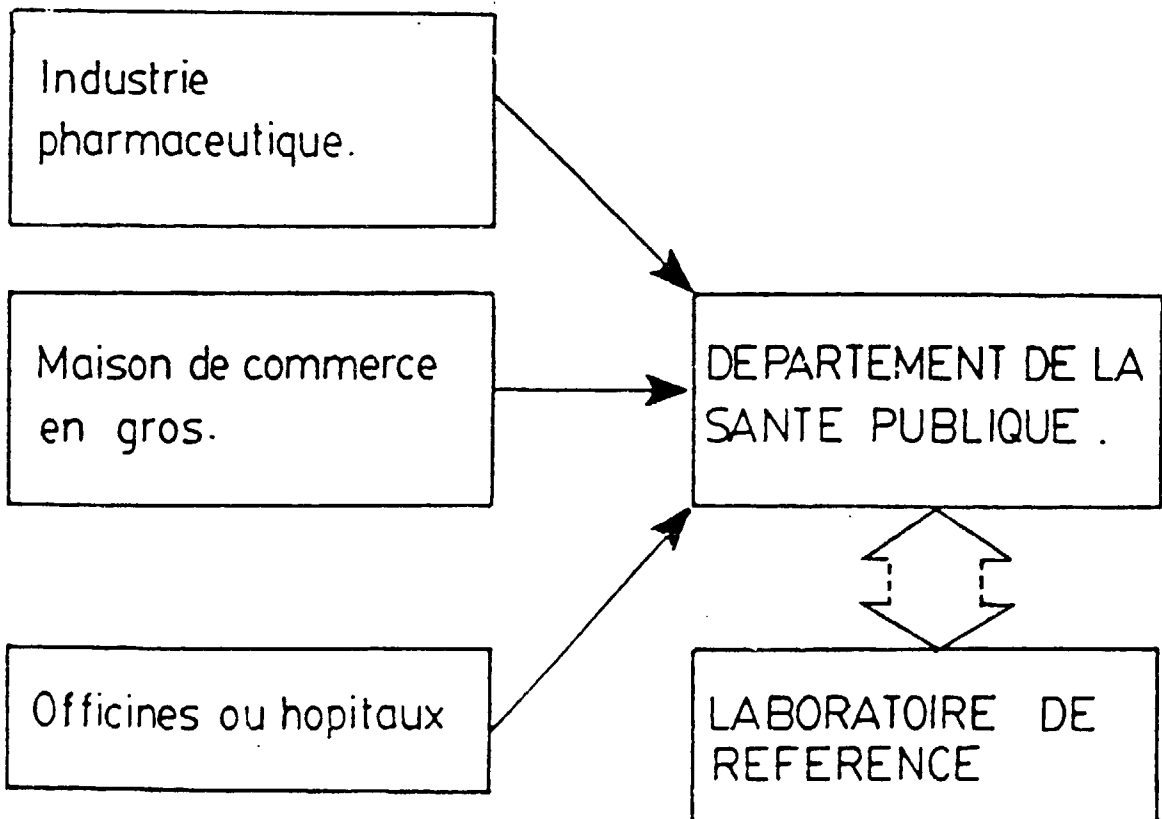 Industrie
pharmaceutique.
Maison de commerce
en gros.
DEPARTEMENT DE LA
SANTE PUBLIQUE .
Officines ou hopitaux
LABORATOIRE DE
REFERENCE